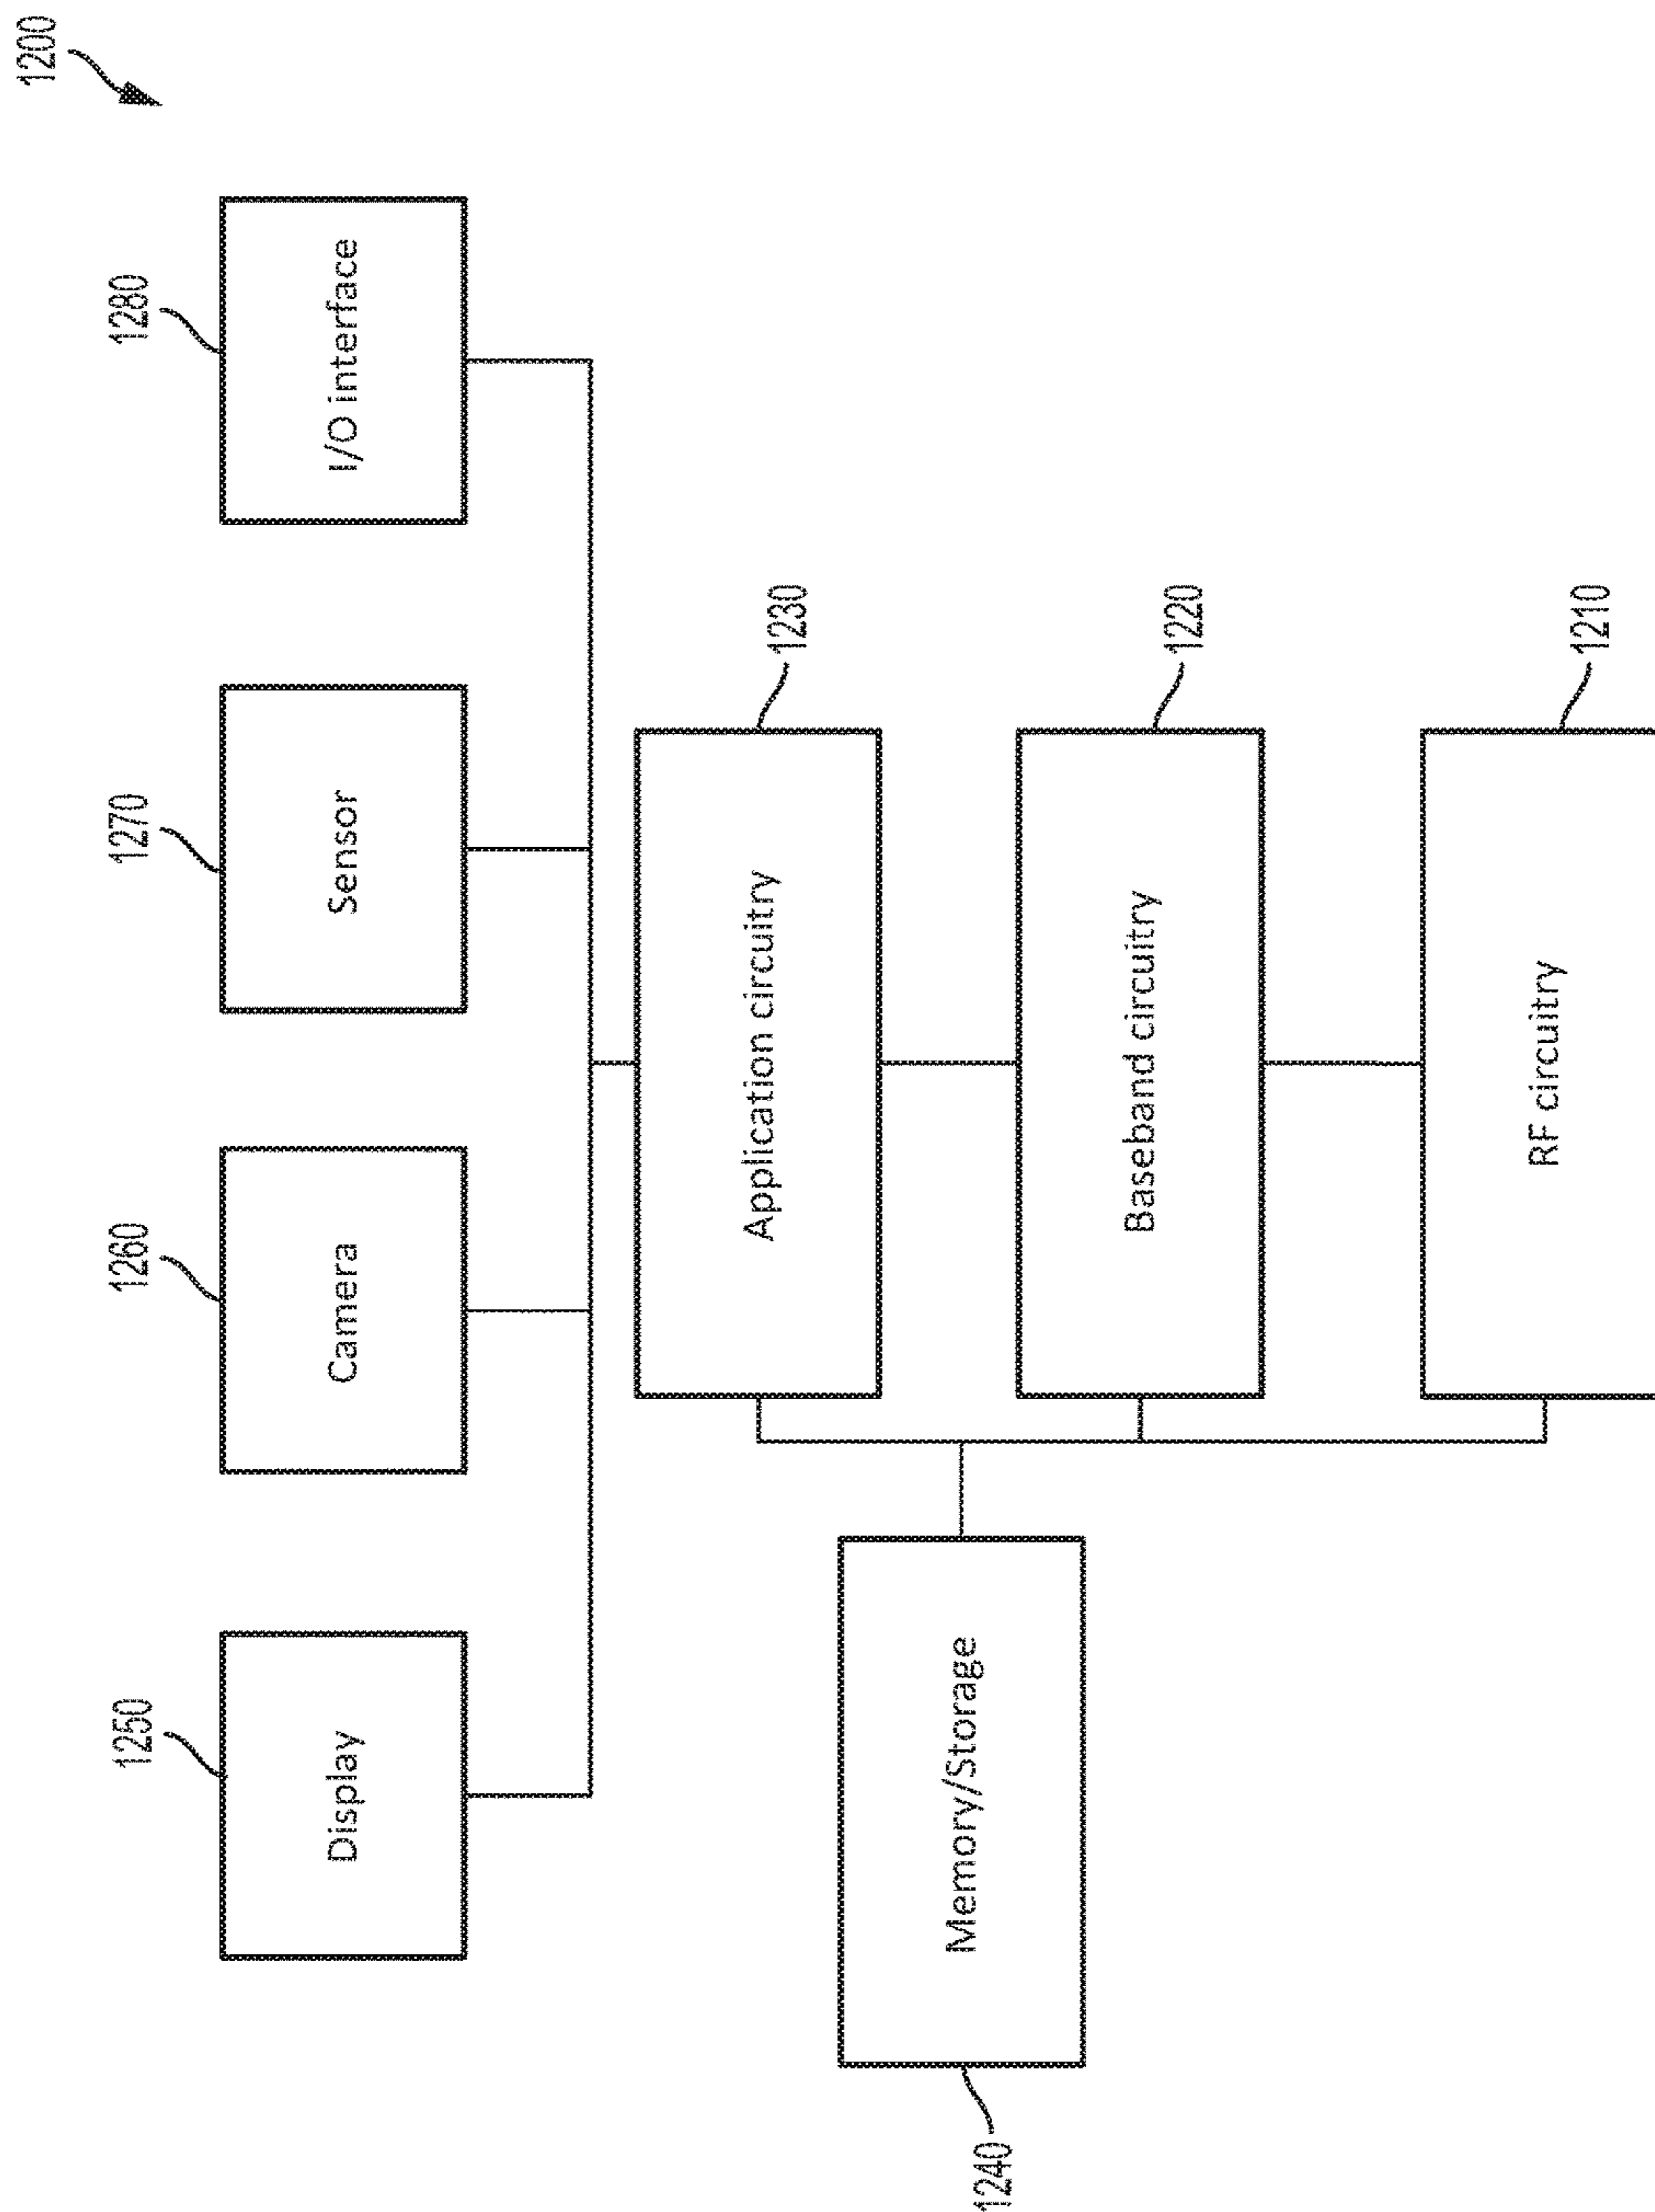 1200
1250
1260
1270
1280
Display
Camera
Sensor
I/O interface
1230
Application circuitry
Memory/Storage
1240
1220
Baseband circuitry
1210
RF circuitry